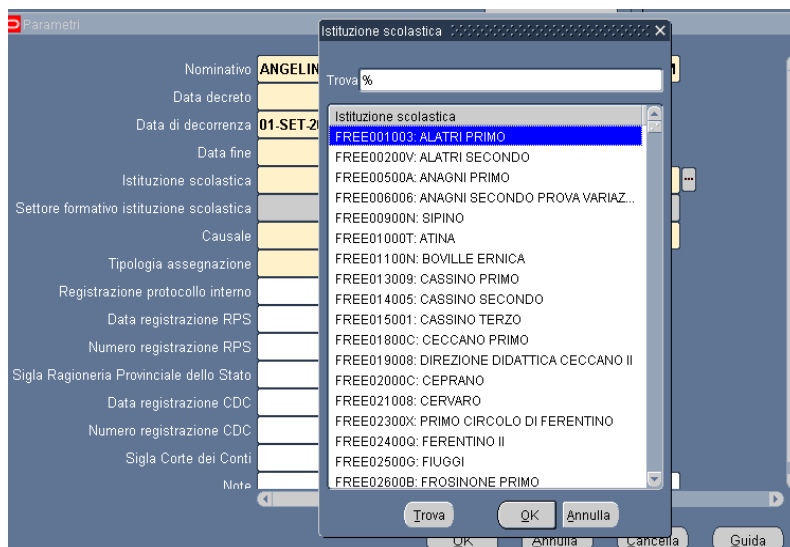 Parametri
Nominativo ANGELIN
Data decreto
Data di decorrenza 01-SET-2
Data fine
Istituzione scolastica
Settore formativo istituzione scolastica
Causale
Tipologia assegnazione
Registrazione protocollo interno
Data registrazione RPS
Numero registrazione RPS
Sigla Ragioneria Provinciale dello Stato
Data registrazione CDC
Numero registrazione CDC
Sigla Corte dei Conti
Note
Istituzione scolastica
Trova %
Istituzione scolastica
FREE001003: ALATRI PRIMO
FREE00200V: ALATRI SECONDO
FREE00500A: ANAGNI PRIMO
FREE006006: ANAGNI SECONDO PROVA VARIAZ...
FREE00900N: SIPINO
FREE01000T: ATINA
FREE01100N: BOVILLE ERNICA
FREE013009: CASSINO PRIMO
FREE014005: CASSINO SECONDO
FREE015001: CASSINO TERZO
FREE01800C: CECCANO PRIMO
FREE019008: DIREZIONE DIDATTICA CECCANO II
FREE02000C: CEPRANO
FREE021008: CERVARO
FREE02300X: PRIMO CIRCOLO DI FERENTINO
FREE02400Q: FERENTINO II
FREE02500G: FIUGGI
FREE02600B: FROSINONE PRIMO
Trova OK Annulla
OK Annulla Cancella Guida